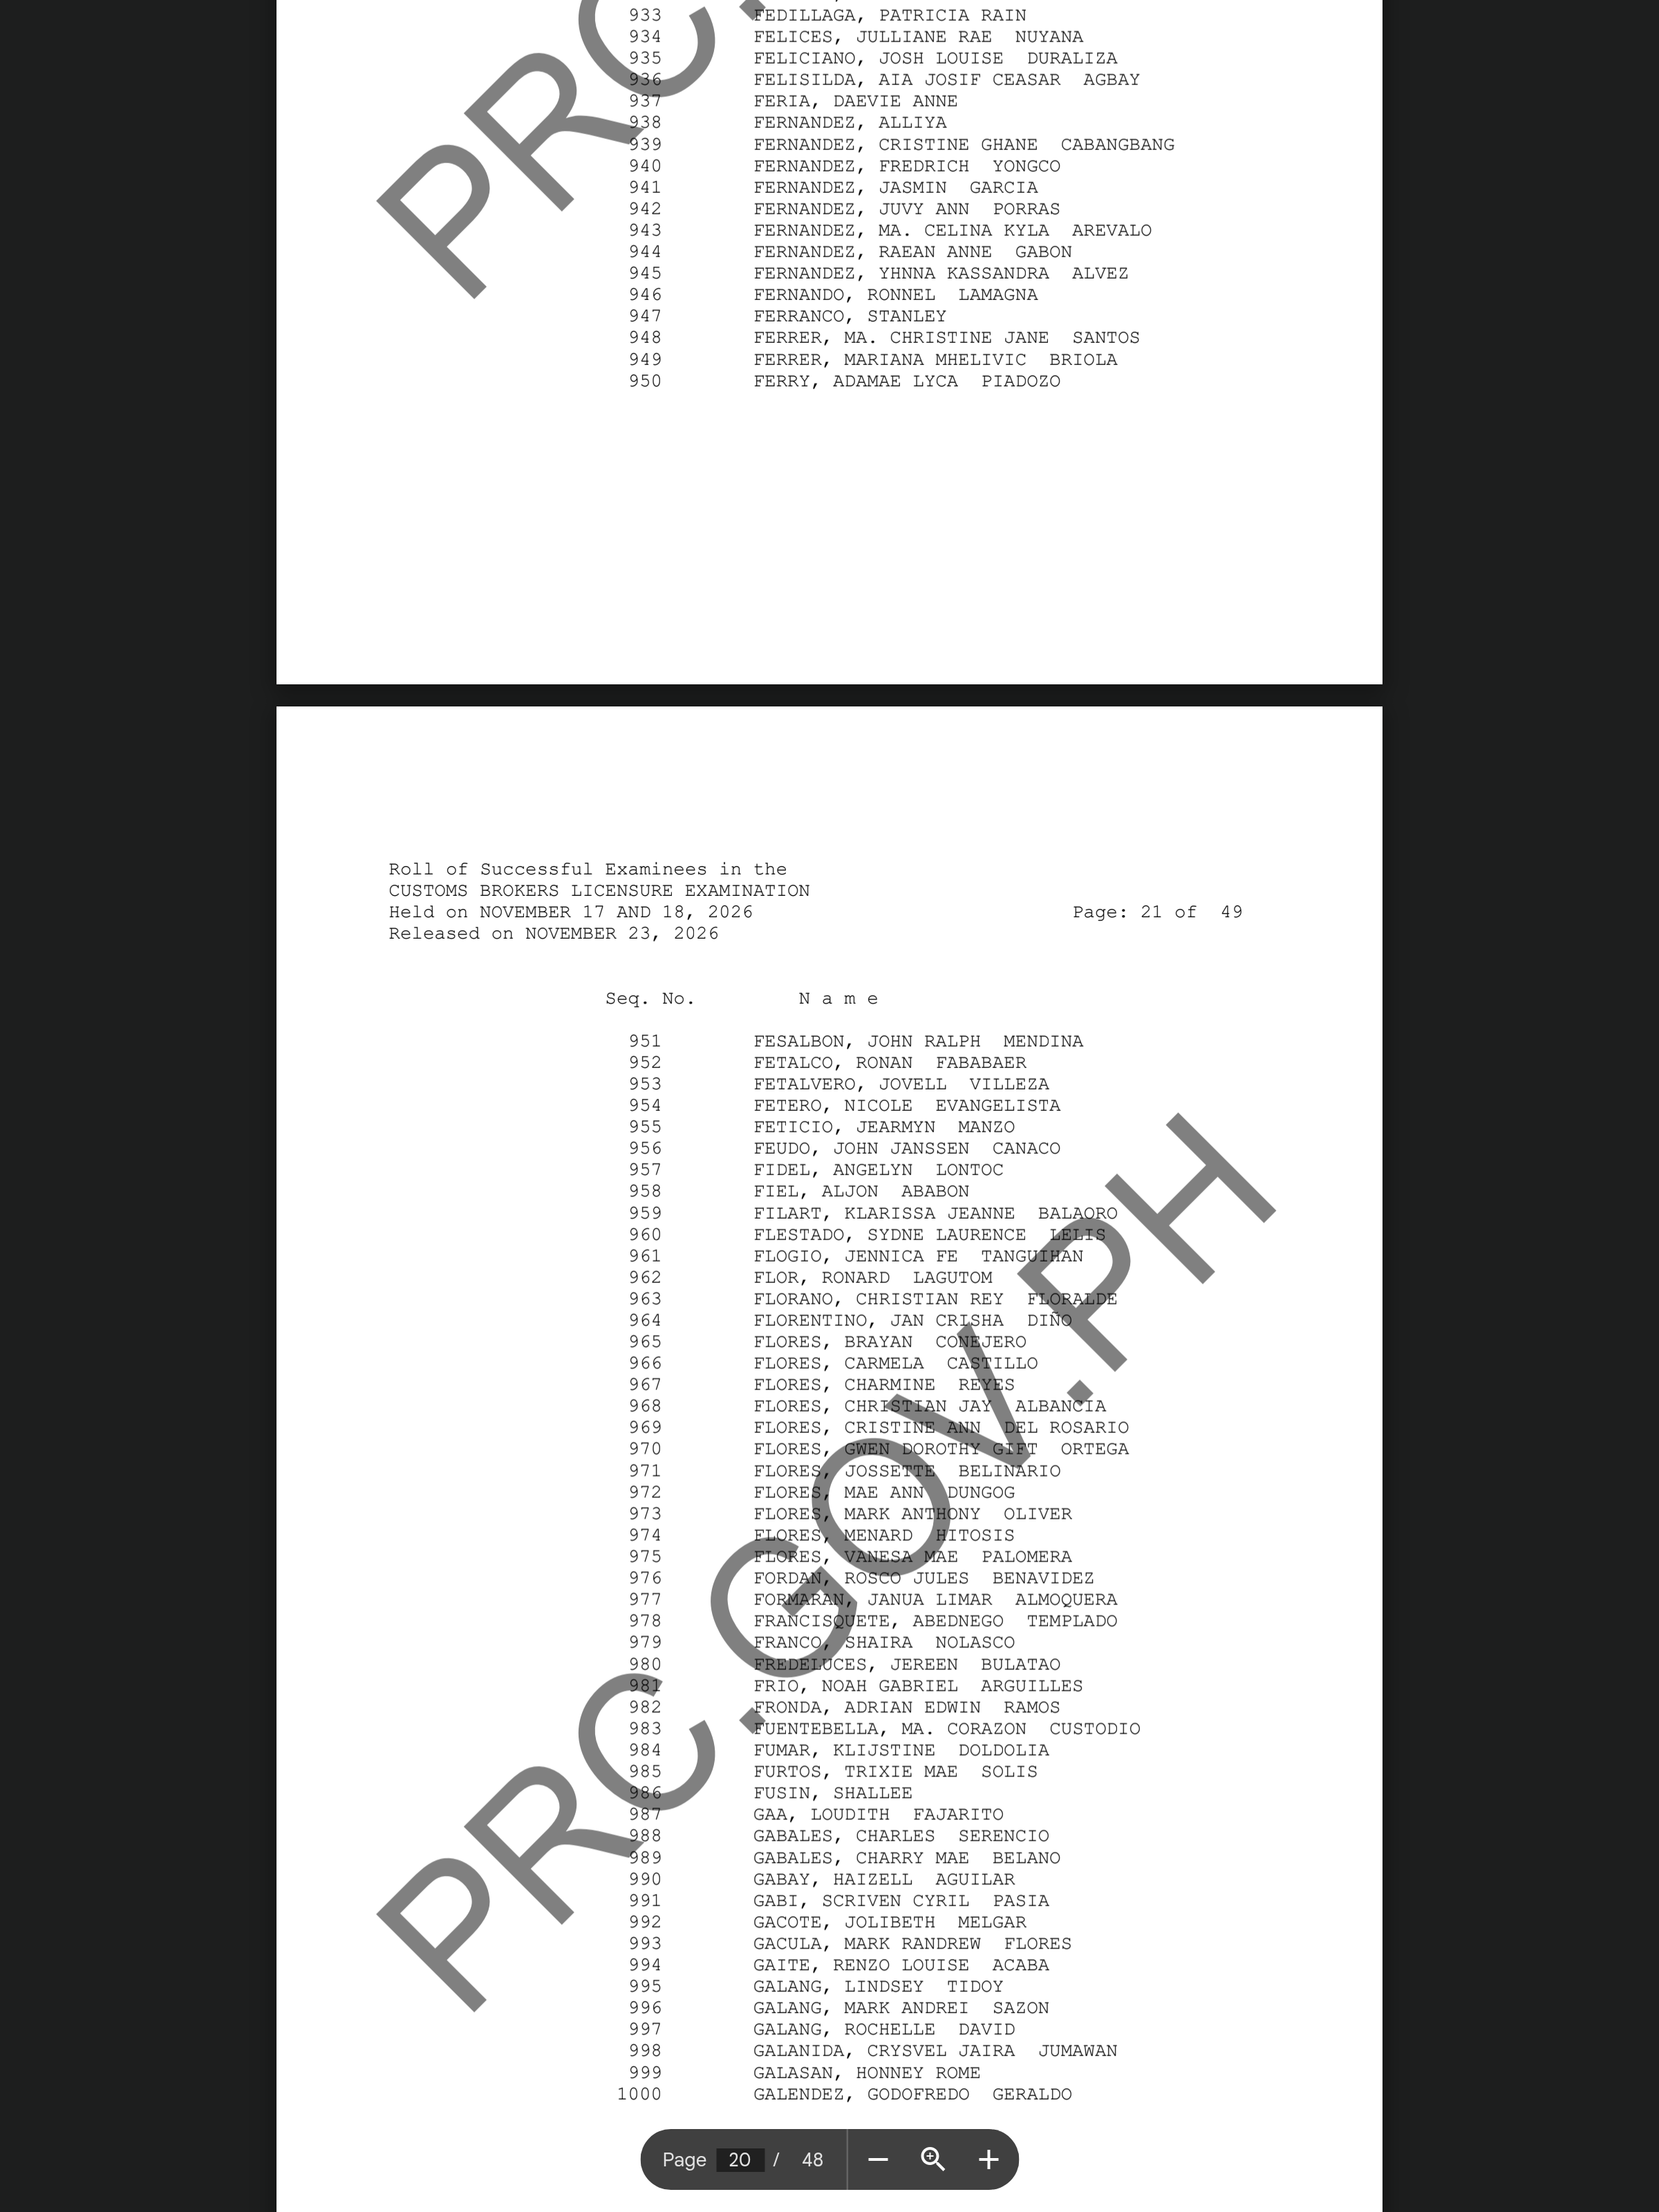 933 FEDILLAGA, PATRICIA RAIN
934 FELICES, JULLIANE RAE NUYANA
935 FELICIANO, JOSH LOUISE DURALIZA
936 FELISILDA, AIA JOSIF CEASAR AGBAY
937 FERIA, DAEVIE ANNE
938 FERNANDEZ, ALLIYA
939 FERNANDEZ, CRISTINE GHANE CABANGBANG
940 FERNANDEZ, FREDRICH YONGCO
941 FERNANDEZ, JASMIN GARCIA
942 FERNANDEZ, JUVY ANN PORRAS
943 FERNANDEZ, MA. CELINA KYLA AREVALO
944 FERNANDEZ, RAEAN ANNE GABON
945 FERNANDEZ, YHNNA KASSANDRA ALVEZ
946 FERNANDO, RONNEL LAMAGNA
947 FERRANCO, STANLEY
948 FERRER, MA. CHRISTINE JANE SANTOS
949 FERRER, MARIANA MHELIVIC BRIOLA
950 FERRY, ADAMAE LYCA PIADOZO
PRC.
Roll of Successful Examinees in the
CUSTOMS BROKERS LICENSURE EXAMINATION
Held on NOVEMBER 17 AND 18, 2026 Page: 21 of 49
Released on NOVEMBER 23, 2026
Seq. No. N a m e
951 FESALBON, JOHN RALPH MENDINA
952 FETALCO, RONAN FABABAER
953 FETALVERO, JOVELL VILLEZA
954 FETERO, NICOLE EVANGELISTA
955 FETICIO, JEARMYN MANZO
956 FEUDO, JOHN JANSSEN CANACO
957 FIDEL, ANGELYN LONTOC
958 FIEL, ALJON ABABON
959 FILART, KLARISSA JEANNE BALAORO
960 FLESTADO, SYDNE LAURENCE LELIS
961 FLOGIO, JENNICA FE TANGUIHAN
962 FLOR, RONARD LAGUTOM
963 FLORANO, CHRISTIAN REY FLORALDE
964 FLORENTINO, JAN CRISHA DIÑO
965 FLORES, BRAYAN CONEJERO
966 FLORES, CARMELA CASTILLO
967 FLORES, CHARMINE REYES
968 FLORES, CHRISTIAN JAY ALBANCIA
969 FLORES, CRISTINE ANN DEL ROSARIO
970 FLORES, GWEN DOROTHY GIFT ORTEGA
971 FLORES, JOSSETTE BELINARIO
972 FLORES, MAE ANN DUNGOG
973 FLORES, MARK ANTHONY OLIVER
974 FLORES, MENARD HITOSIS
975 FLORES, VANESA MAE PALOMERA
976 FORDAN, ROSCO JULES BENAVIDEZ
977 FORMARAN, JANUA LIMAR ALMOQUERA
978 FRANCISQUETE, ABEDNEGO TEMPLADO
979 FRANCO, SHAIRA NOLASCO
980 FREDELUCES, JEREEN BULATAO
981 FRIO, NOAH GABRIEL ARGUILLES
982 FRONDA, ADRIAN EDWIN RAMOS
983 FUENTEBELLA, MA. CORAZON CUSTODIO
984 FUMAR, KLIJSTINE DOLDOLIA
985 FURTOS, TRIXIE MAE SOLIS
986 FUSIN, SHALLEE
987 GAA, LOUDITH FAJARITO
988 GABALES, CHARLES SERENCIO
989 GABALES, CHARRY MAE BELANO
990 GABAY, HAIZELL AGUILAR
991 GABI, SCRIVEN CYRIL PASIA
992 GACOTE, JOLIBETH MELGAR
993 GACULA, MARK RANDREW FLORES
994 GAITE, RENZO LOUISE ACABA
995 GALANG, LINDSEY TIDOY
996 GALANG, MARK ANDREI SAZON
997 GALANG, ROCHELLE DAVID
998 GALANIDA, CRYSVEL JAIRA JUMAWAN
999 GALASAN, HONNEY ROME
1000 GALENDEZ, GODOFREDO GERALDO
PRC.GOV.PH
Page 20 / 48